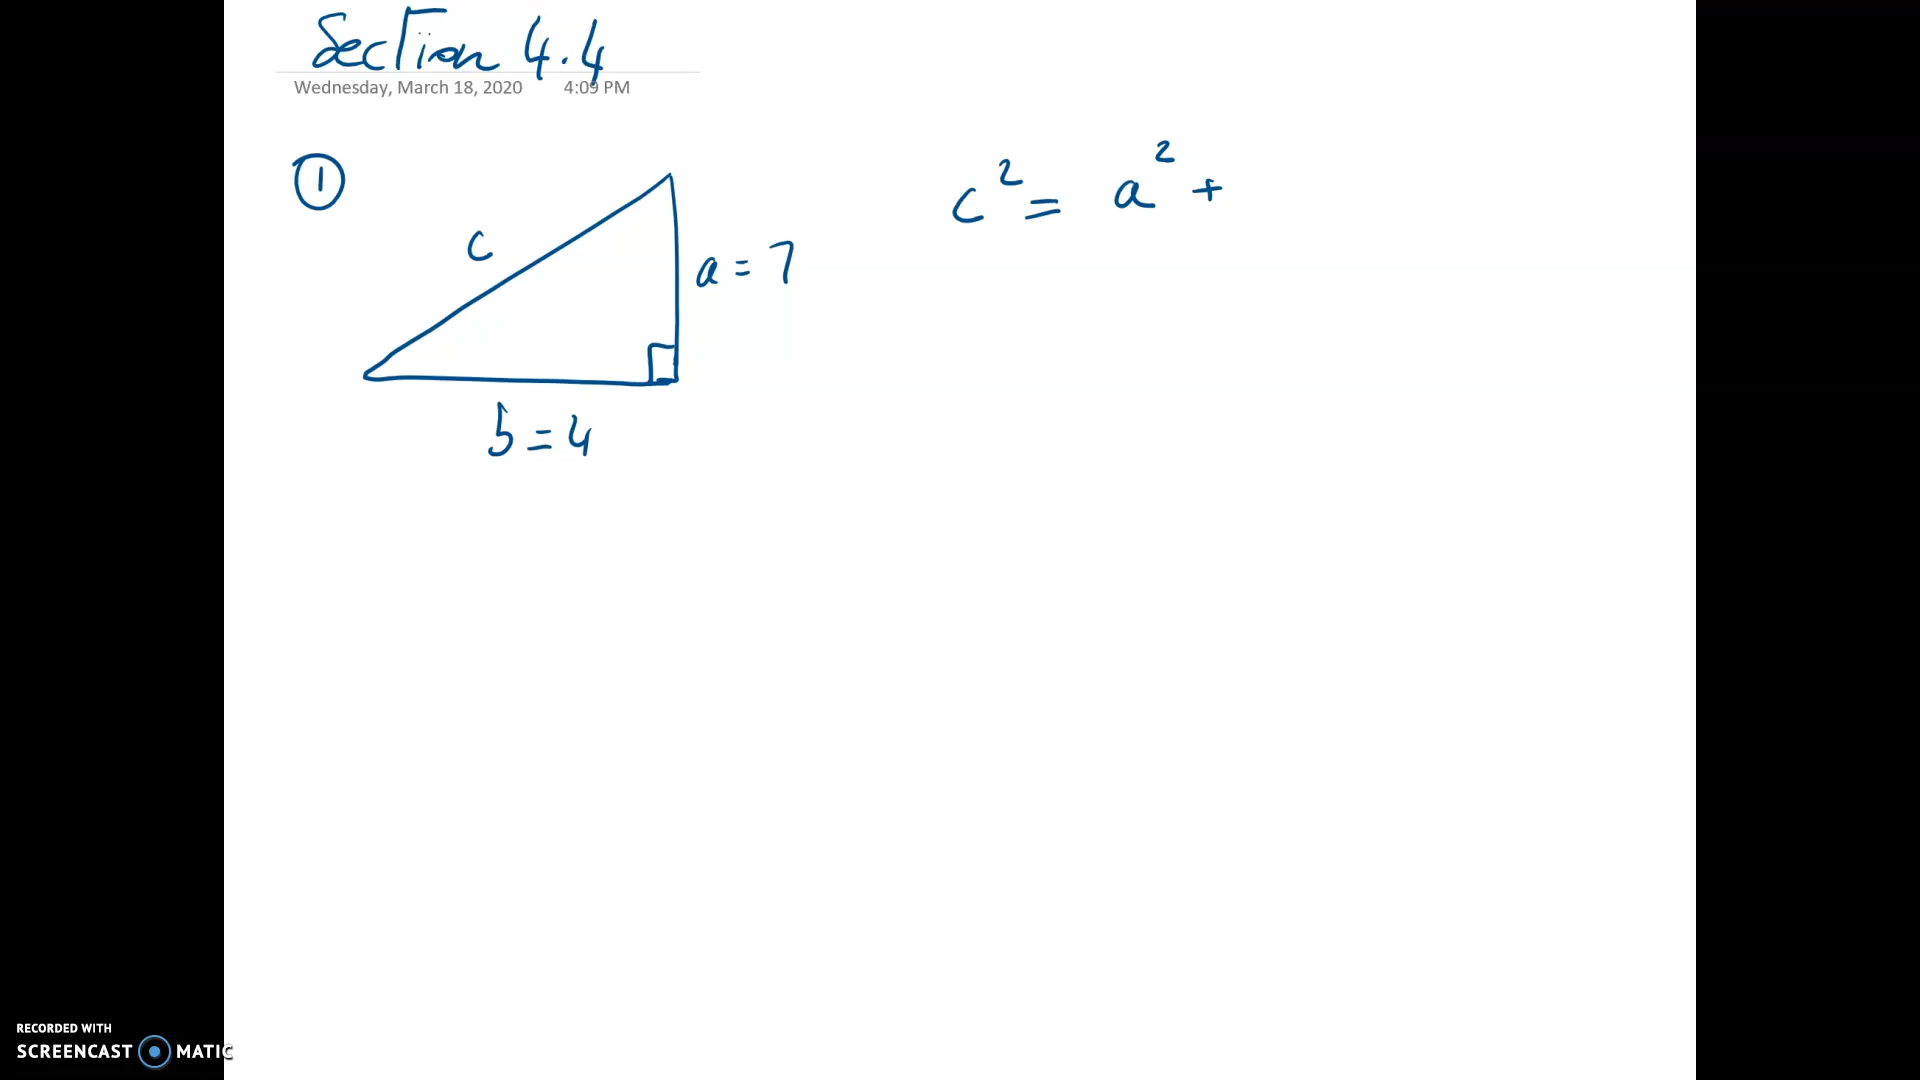 Section 4.4
Wednesday, March 18, 2020 4:09 PM
1
c² = a² +
c
a = 7
b = 4
RECORDED WITH
SCREENCAST MATIC